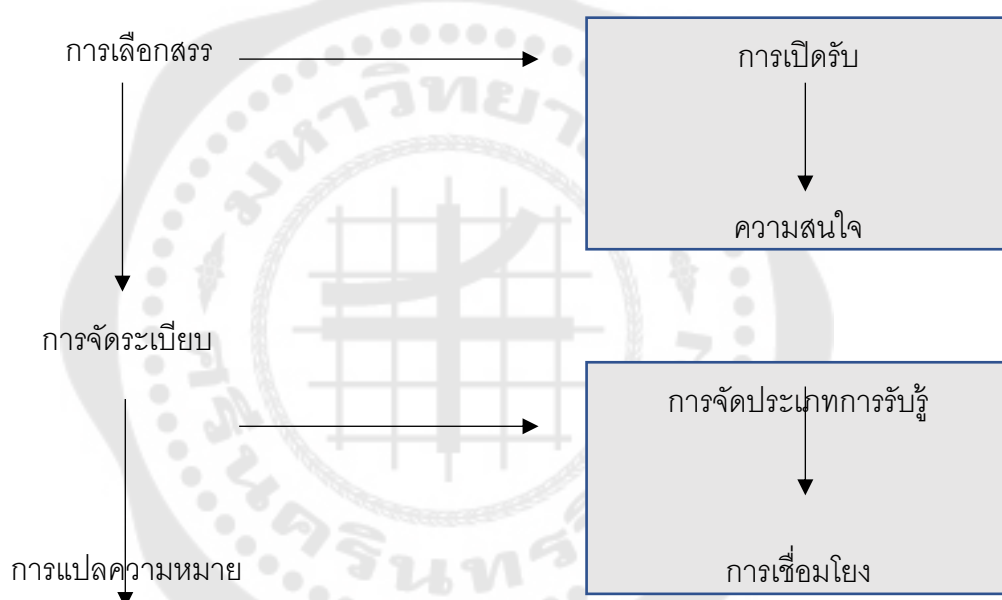 การเลือกสรร
การเปิดรับ
ความสนใจ
การจัดระเบียบ
การจัดประเภทการรับรู้
การแปลความหมาย
การเชื่อมโยง